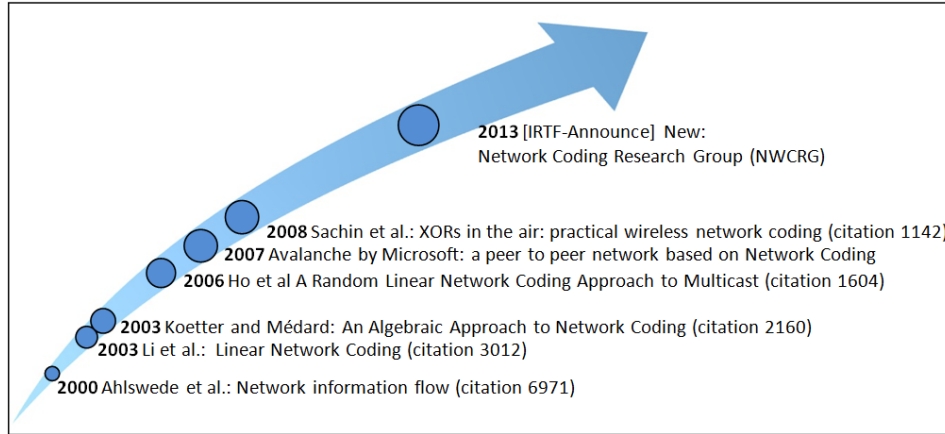 2013 [IRTF-Announce] New:
Network Coding Research Group (NWCRG)
2008 Sachin et al.: XORs in the air: practical wireless network coding (citation 1142)
2007 Avalanche by Microsoft: a peer to peer network based on Network Coding
2006 Ho et al A Random Linear Network Coding Approach to Multicast (citation 1604)
2003 Koetter and Médard: An Algebraic Approach to Network Coding (citation 2160)
2003 Li et al.: Linear Network Coding (citation 3012)
2000 Ahlswede et al.: Network information flow (citation 6971)